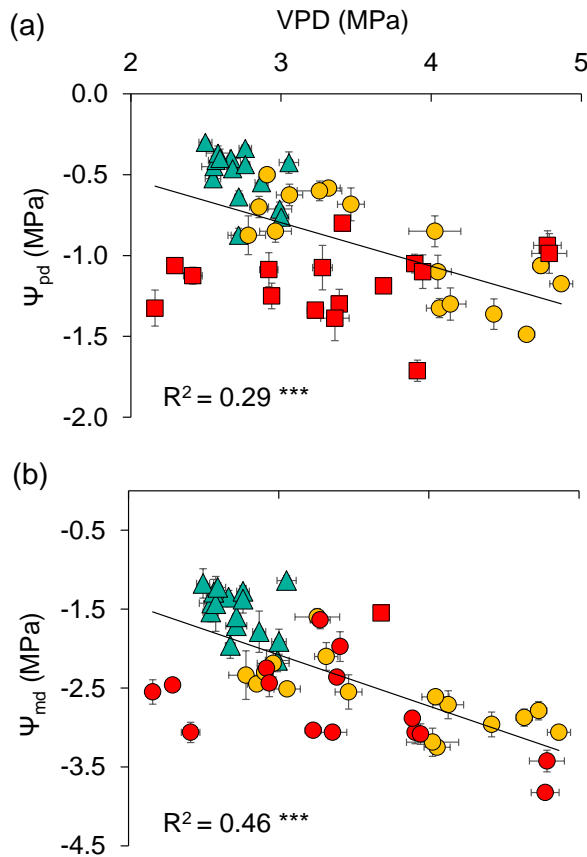 (a)
VPD (MPa)
2 3 4 5
0.0
-0.5
-1.0
-1.5
-2.0
Ψpd (MPa)
R² = 0.29 ***
(b)
-0.5
-1.5
-2.5
-3.5
-4.5
Ψmd (MPa)
R² = 0.46 ***